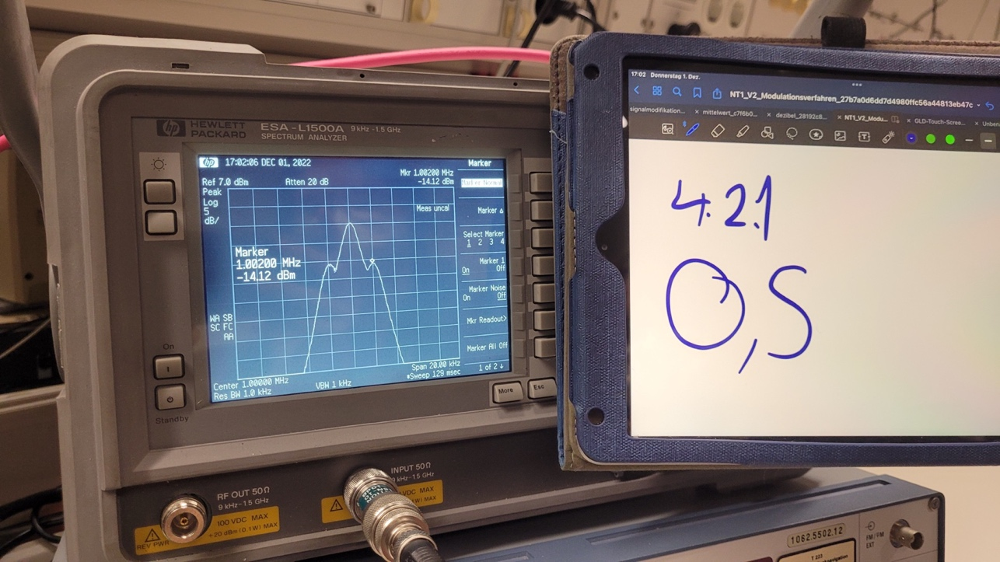 hp HEWLETT PACKARD
ESA - L1500A 9 kHz - 1.5 GHz
SPECTRUM ANALYZER
hp 17:02:06 DEC 01, 2022
Mkr 1.00200 MHz
Ref 7.0 dBm Atten 20 dB -14.12 dBm
Peak
Log
5
dB/
Meas uncal
Marker
1.00200 MHz
-14.12 dBm
WA SB
SC FC
AA
Center 1.00000 MHz Span 20.00 kHz
Res BW 1.0 kHz VBW 1 kHz #Sweep 129 msec
Marker
Marker Δ
Select Marker
1 2 3 4
Marker 1
On Off
Marker Noise
On Off
Mkr Readout>
Marker All Off
1 of 2
More
Esc
On
Standby
RF OUT 50Ω
9 kHz-1.5 GHz
100 VDC MAX
+20 dBm (0.1W) MAX
REV PWR
INPUT 50Ω
9 kHz-1.5 GHz
VDC MAX
1W) MAX
1062.5502.12
FM/PM
EXT
17:02 Donnerstag 1. Dez.
NT1_V2_Modulationsverfahren_27b7a0d6dd7d4980ffc56a44813eb47c
signalmodifikation... × mittelwert_c7f6b0... × dezibel_28192c8... × NT1_V2_Modu... × GLD-Touch-Scree... × Unben
4.2.1
0,5